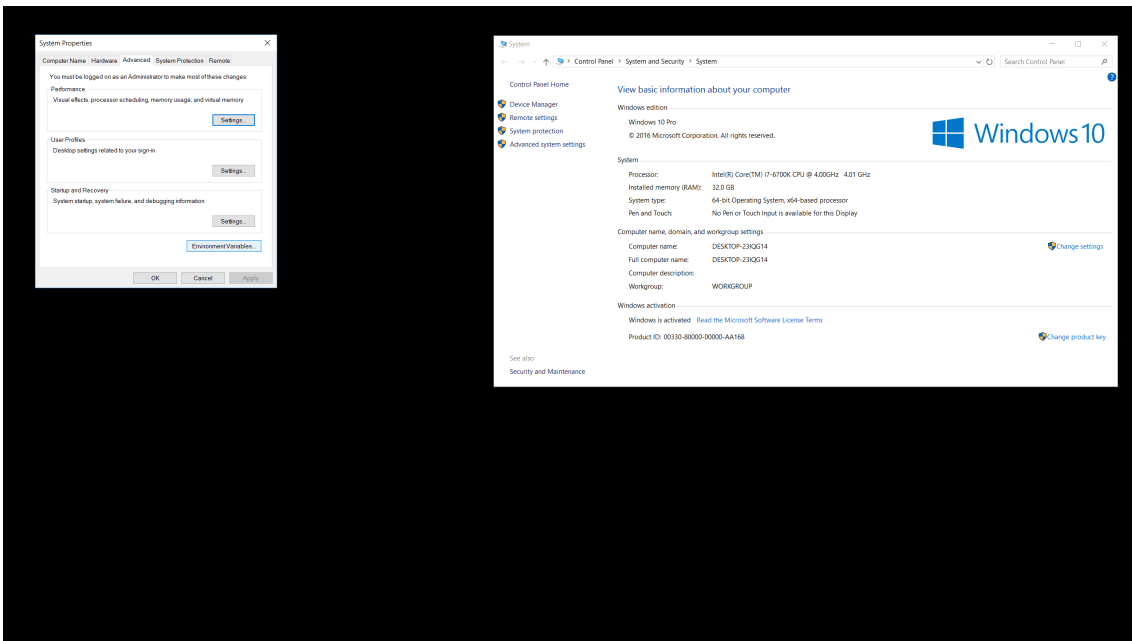 System Properties
Computer Name Hardware Advanced System Protection Remote
You must be logged on as an Administrator to make most of these changes.
Performance
Visual effects, processor scheduling, memory usage, and virtual memory
Settings...
User Profiles
Desktop settings related to your sign-in
Settings...
Startup and Recovery
System startup, system failure, and debugging information
Settings...
Environment Variables...
OK Cancel Apply
System
Control Panel > System and Security > System
Search Control Panel
Control Panel Home
Device Manager
Remote settings
System protection
Advanced system settings
See also
Security and Maintenance
View basic information about your computer
Windows edition
Windows 10 Pro
© 2016 Microsoft Corporation. All rights reserved.
Windows 10
System
Processor: Intel(R) Core(TM) i7-6700K CPU @ 4.00GHz 4.01 GHz
Installed memory (RAM): 32.0 GB
System type: 64-bit Operating System, x64-based processor
Pen and Touch: No Pen or Touch Input is available for this Display
Computer name, domain, and workgroup settings
Computer name: DESKTOP-23IQG14
Change settings
Full computer name: DESKTOP-23IQG14
Computer description:
Workgroup: WORKGROUP
Windows activation
Windows is activated Read the Microsoft Software License Terms
Product ID: 00330-80000-00000-AA168
Change product key